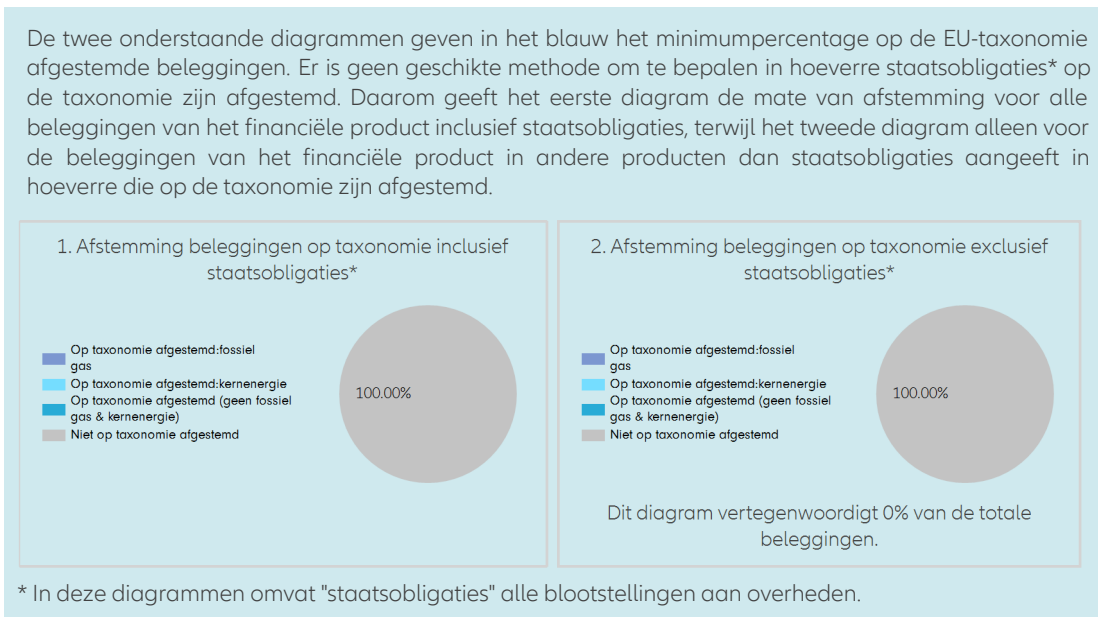 De twee onderstaande diagrammen geven in het blauw het minimumpercentage op de EU-taxonomie
afgestemde beleggingen. Er is geen geschikte methode om te bepalen in hoeverre staatsobligaties* op
de taxonomie zijn afgestemd. Daarom geeft het eerste diagram de mate van afstemming voor alle
beleggingen van het financiële product inclusief staatsobligaties, terwijl het tweede diagram alleen voor
de beleggingen van het financiële product in andere producten dan staatsobligaties aangeeft in
hoeverre die op de taxonomie zijn afgestemd.
1. Afstemming beleggingen op taxonomie inclusief
staatsobligaties*
Op taxonomie afgestemd:fossiel
gas
Op taxonomie afgestemd:kernenergie
Op taxonomie afgestemd (geen fossiel
gas & kernenergie)
Niet op taxonomie afgestemd
100.00%
2. Afstemming beleggingen op taxonomie exclusief
staatsobligaties*
Op taxonomie afgestemd:fossiel
gas
Op taxonomie afgestemd:kernenergie
Op taxonomie afgestemd (geen fossiel
gas & kernenergie)
Niet op taxonomie afgestemd
100.00%
Dit diagram vertegenwoordigt 0% van de totale
beleggingen.
* In deze diagrammen omvat "staatsobligaties" alle blootstellingen aan overheden.